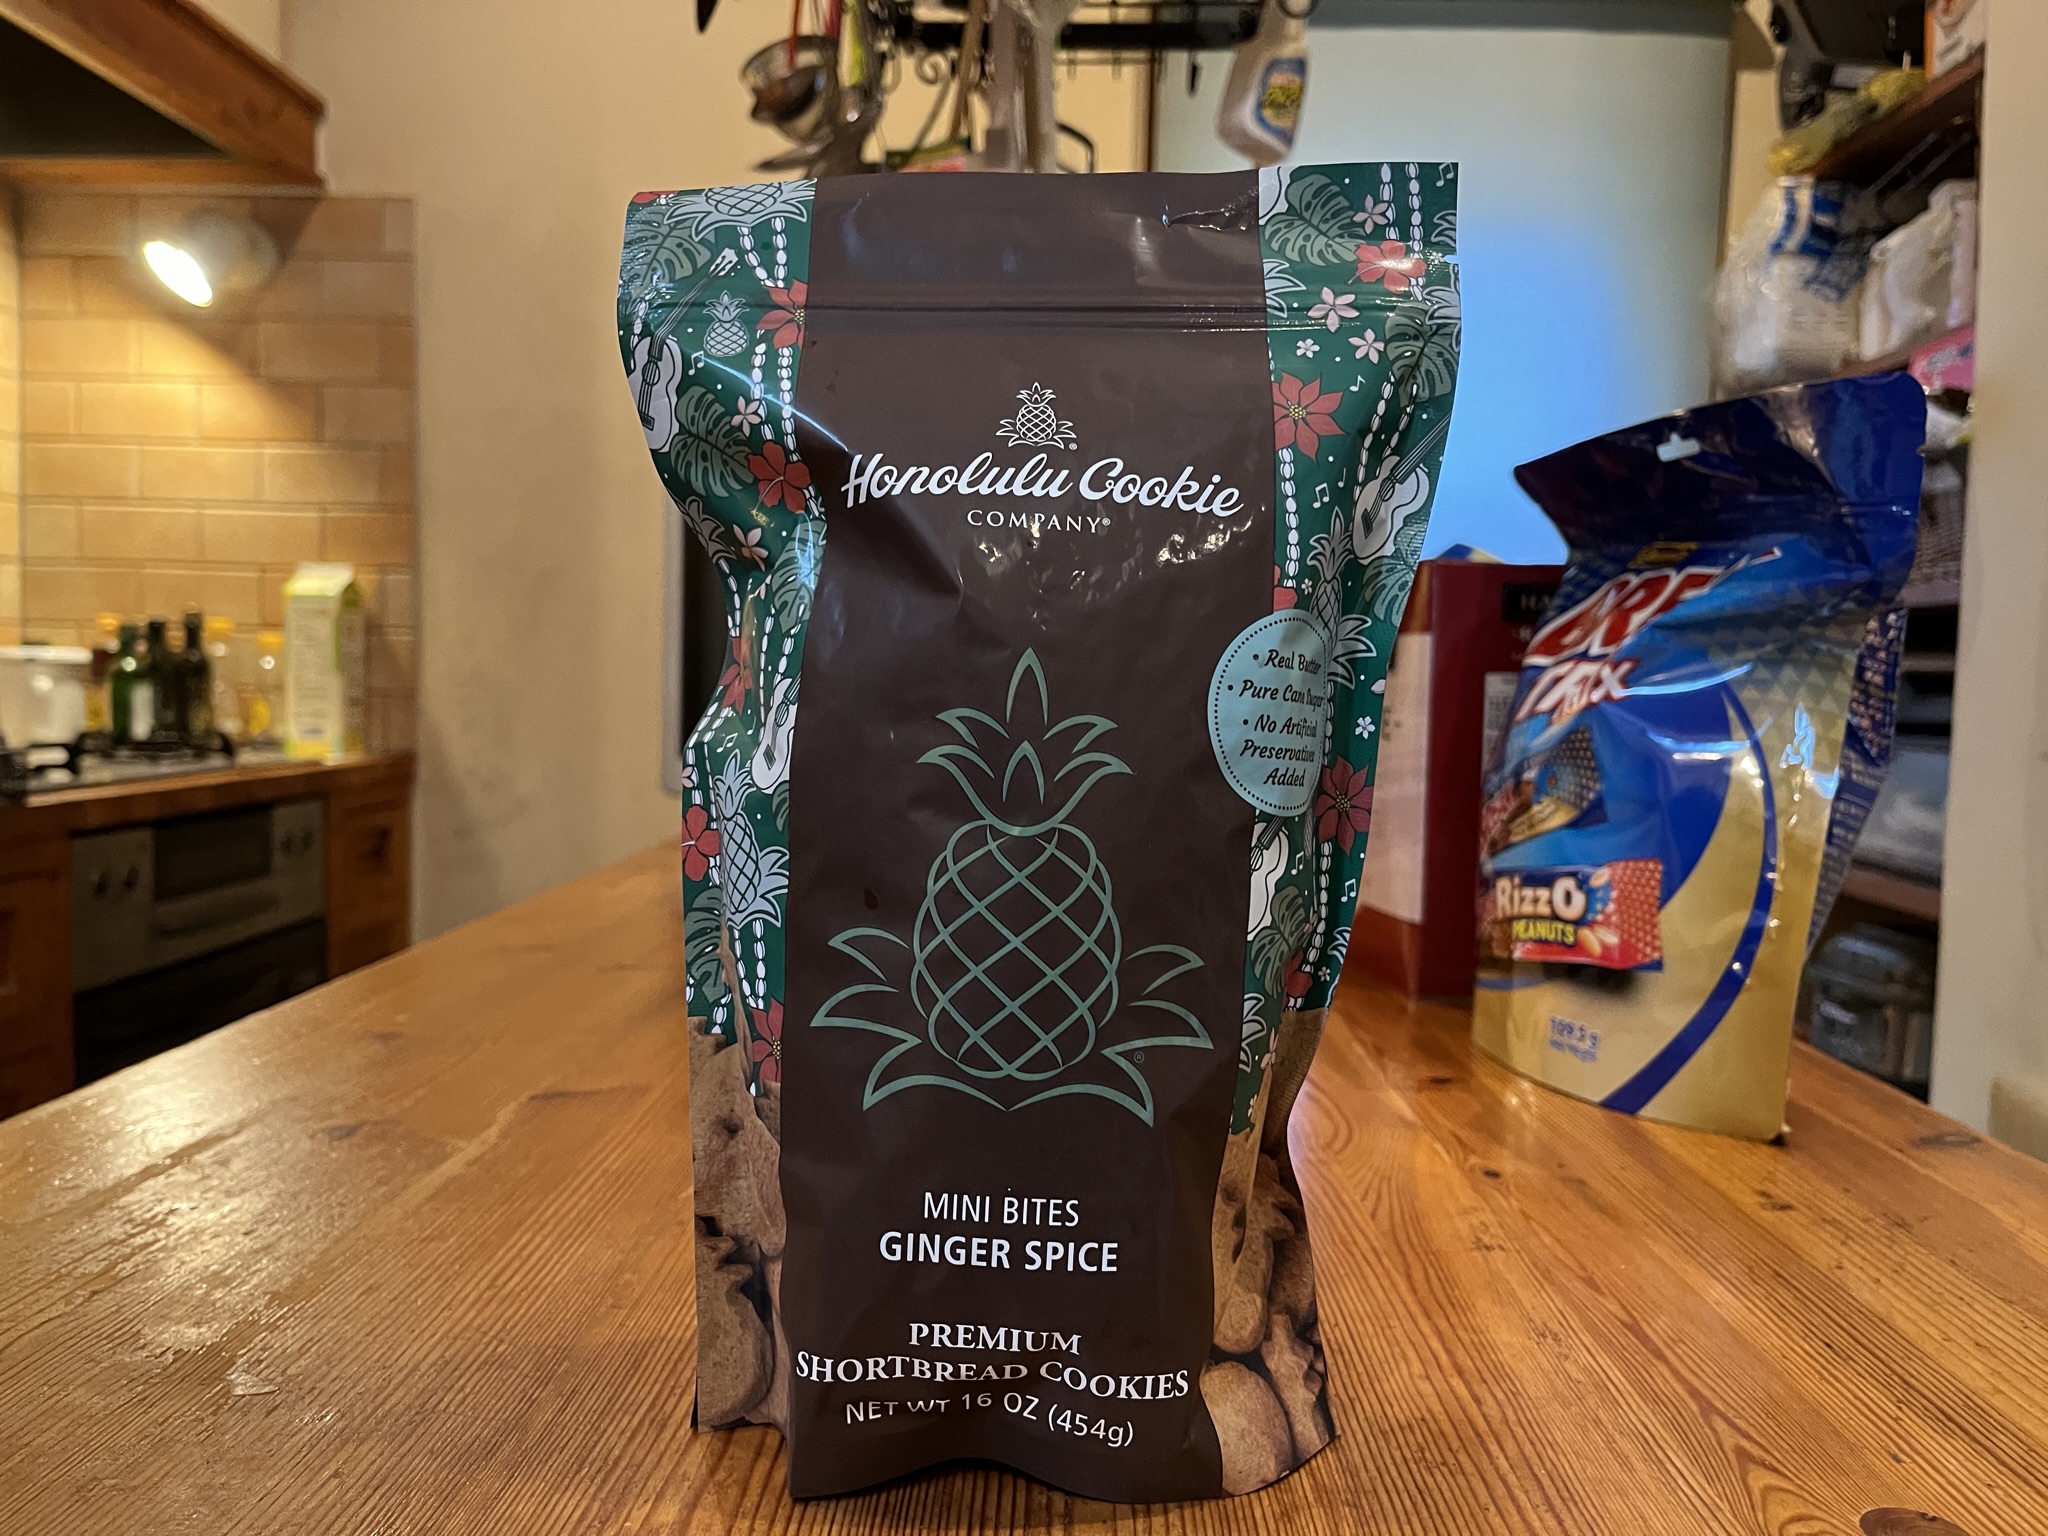 Honolulu Cookie
COMPANY®
• Real Butter
• Pure Cane Sugar
• No Artificial
Preservatives
Added
®
MINI BITES
GINGER SPICE
PREMIUM
SHORTBREAD COOKIES
NET WT 16 OZ (454g)
MIX
RizzO
PEANUTS